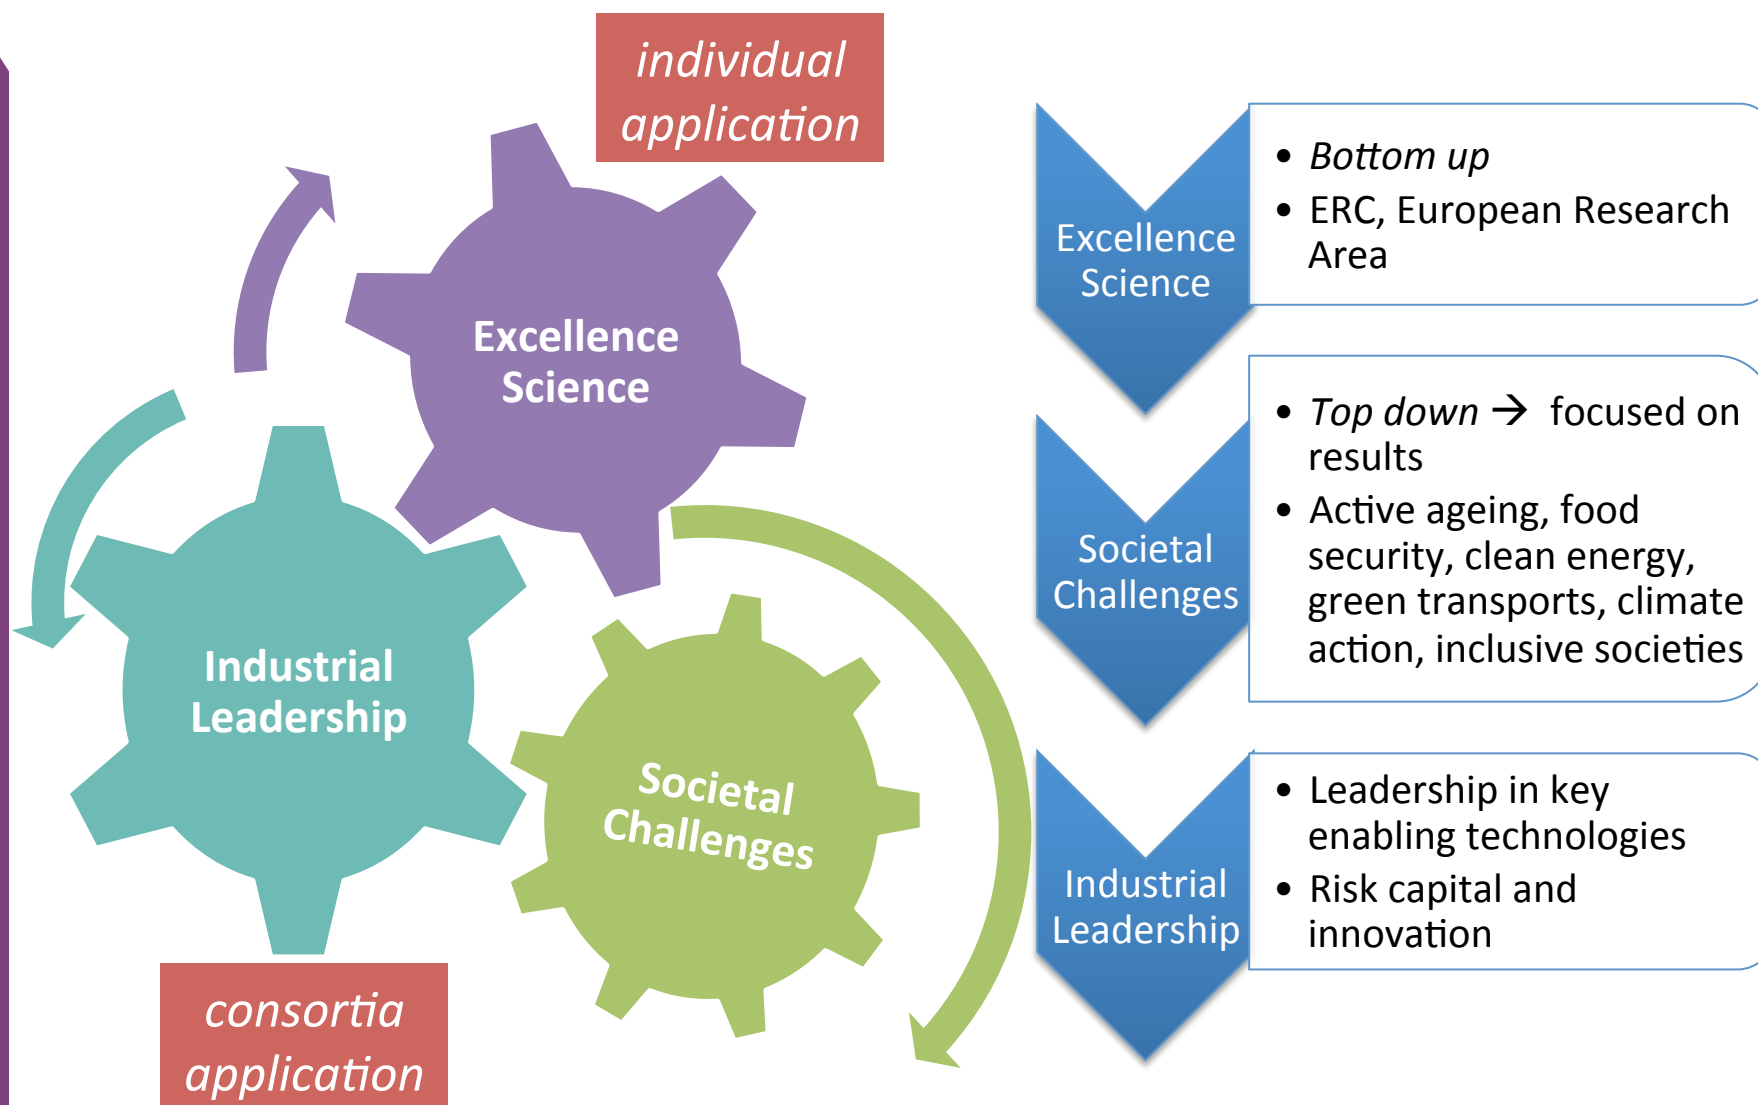 individual
application
Excellence
Science
Industrial
Leadership
Societal
Challenges
consortia
application
Excellence
Science
• Bottom up
• ERC, European Research
Area
Societal
Challenges
• Top down → focused on
results
• Active ageing, food
security, clean energy,
green transports, climate
action, inclusive societies
Industrial
Leadership
• Leadership in key
enabling technologies
• Risk capital and
innovation